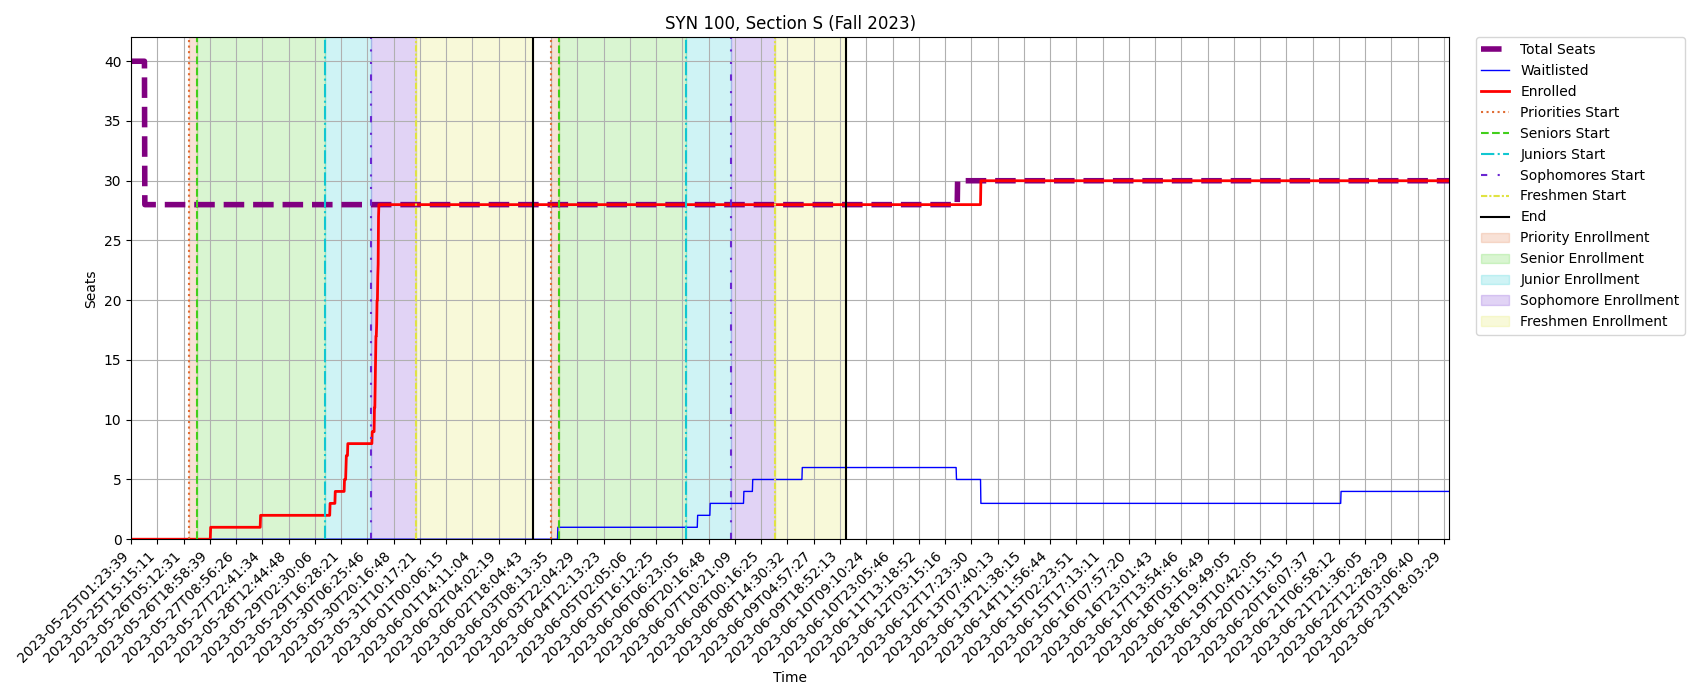 SYN 100, Section S (Fall 2023)
Seats
40
35
30
25
20
15
10
5
0
2023-05-25T01:23:39
2023-05-25T15:15:11
2023-05-26T05:12:31
2023-05-26T18:58:39
2023-05-27T08:56:26
2023-05-27T22:41:34
2023-05-28T12:44:48
2023-05-29T02:30:06
2023-05-29T16:28:21
2023-05-30T06:25:46
2023-05-30T20:16:48
2023-05-31T10:17:21
2023-06-01T00:06:15
2023-06-01T14:11:04
2023-06-02T04:02:19
2023-06-02T18:04:43
2023-06-03T08:13:35
2023-06-03T22:04:29
2023-06-04T12:13:23
2023-06-05T02:05:06
2023-06-05T16:12:25
2023-06-06T06:23:05
2023-06-06T20:16:48
2023-06-07T10:21:09
2023-06-08T00:16:25
2023-06-08T14:30:32
2023-06-09T04:57:27
2023-06-09T18:52:13
2023-06-10T09:10:24
2023-06-10T23:05:46
2023-06-11T13:18:52
2023-06-12T03:15:16
2023-06-12T17:23:30
2023-06-13T07:40:13
2023-06-13T21:38:15
2023-06-14T11:56:44
2023-06-15T02:23:51
2023-06-15T17:13:11
2023-06-16T07:57:20
2023-06-16T23:01:43
2023-06-17T13:54:46
2023-06-18T05:16:49
2023-06-18T19:49:05
2023-06-19T10:42:05
2023-06-20T01:15:15
2023-06-20T16:07:37
2023-06-21T06:58:12
2023-06-21T21:36:05
2023-06-22T12:28:29
2023-06-23T03:06:40
2023-06-23T18:03:29
Time
Total Seats
Waitlisted
Enrolled
Priorities Start
Seniors Start
Juniors Start
Sophomores Start
Freshmen Start
End
Priority Enrollment
Senior Enrollment
Junior Enrollment
Sophomore Enrollment
Freshmen Enrollment